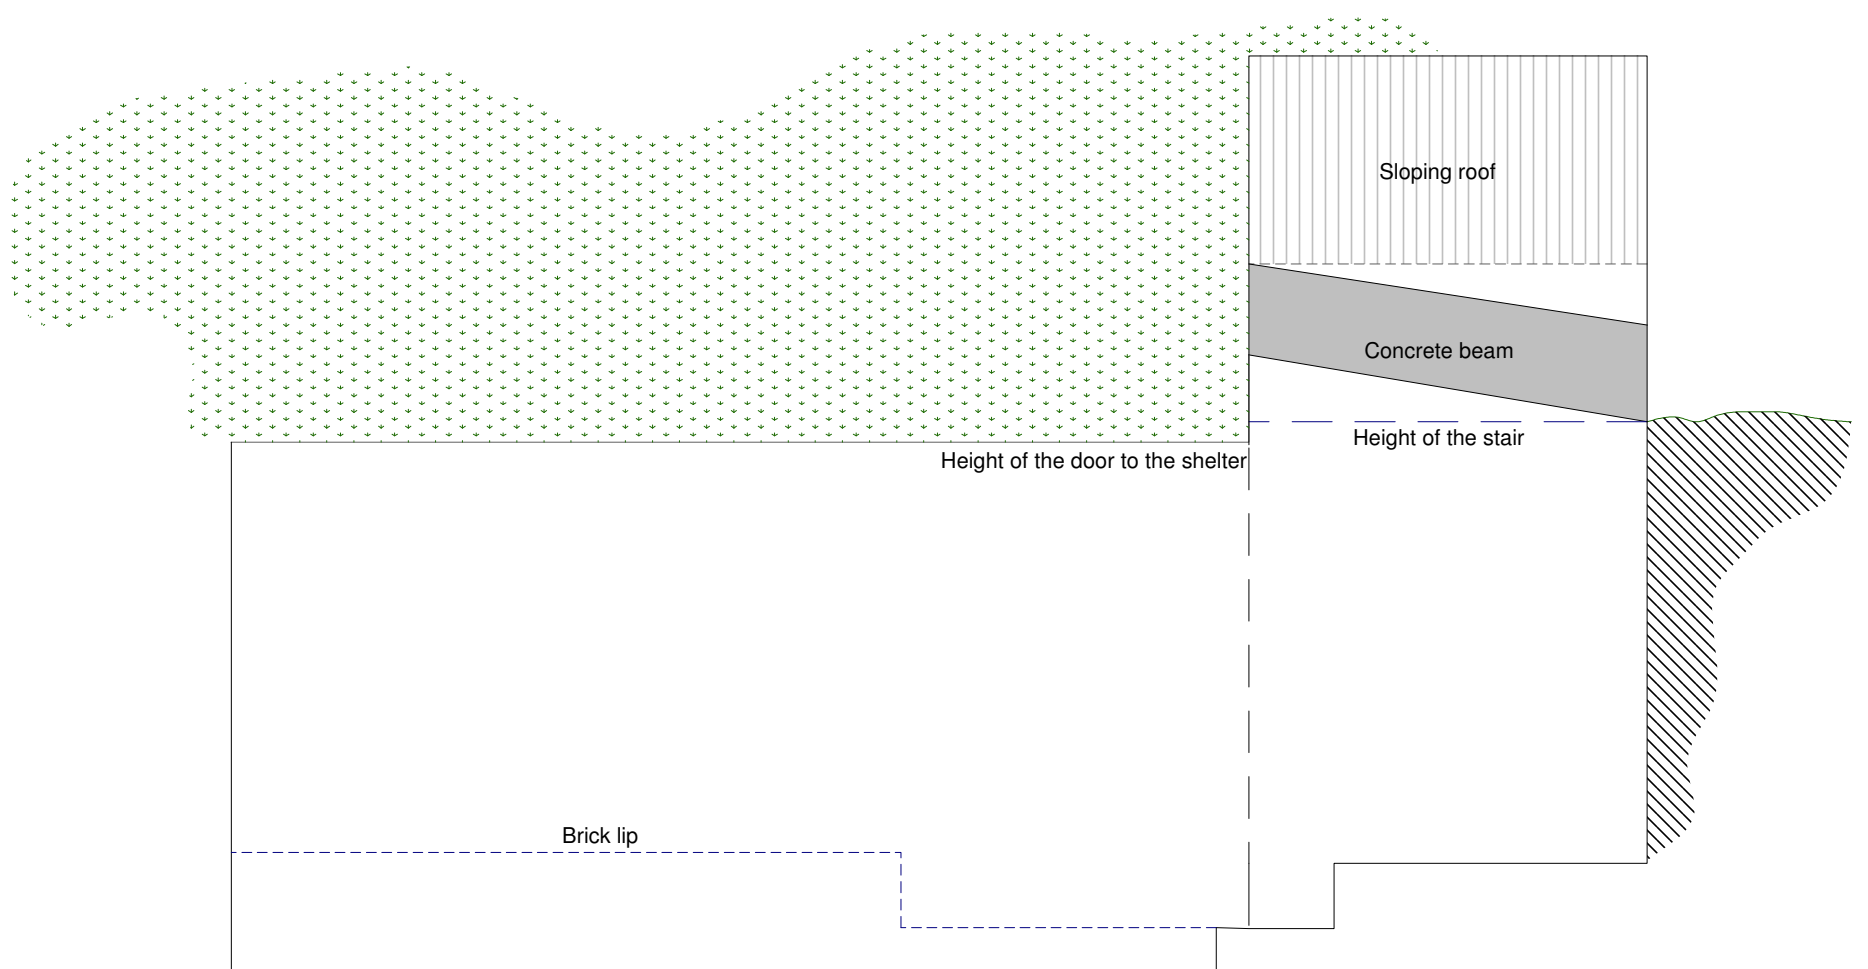 Sloping roof
Concrete beam
Height of the stair
Height of the door to the shelter
Brick lip